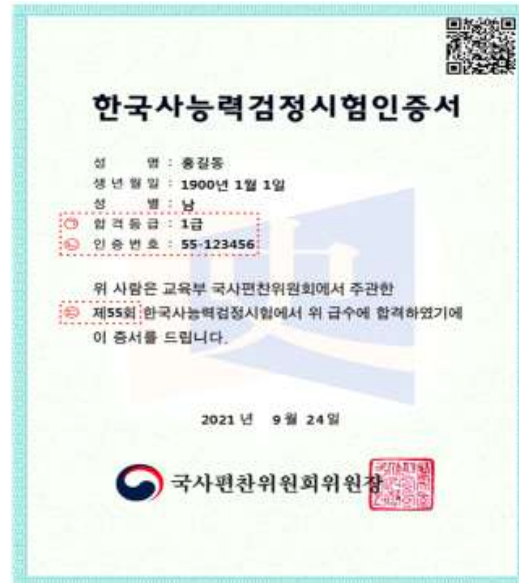 한국사능력검정시험인증서
성 명 : 홍길동
생 년 월 일 : 1900년 1월 1일
성 별 : 남
㉠ 합 격 등 급 : 1급
㉡ 인 증 번 호 : 55-123456
위 사람은 교육부 국사편찬위원회에서 주관한
㉢ 제55회 한국사능력검정시험에서 위 급수에 합격하였기에
이 증서를 드립니다.
2021 년 9 월 24 일
국사편찬위원회위원장